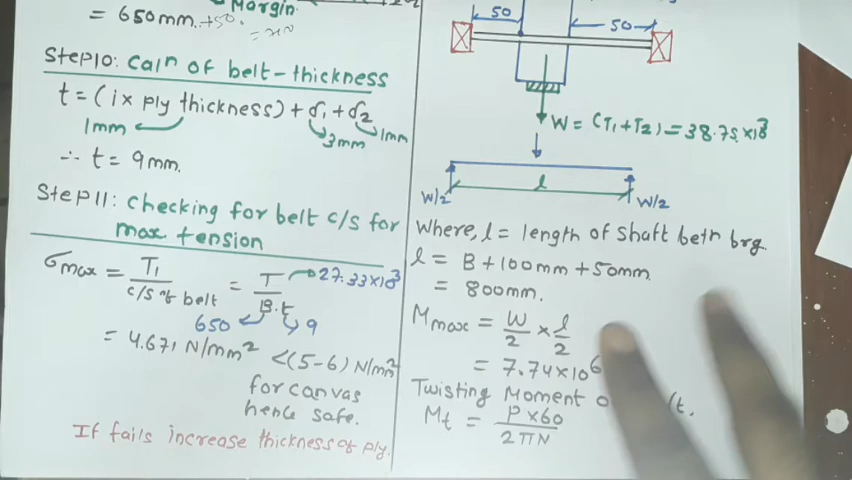 Margin
= 650mm. +50.
Step10: Calⁿ of belt-thickness
t = (i x ply thickness) + σ1 + σ2
1mm
3mm
1mm
∴ t = 9mm.
Step11: Checking for belt c/s for
max tension
σmax = T1 / c/s of belt = T / B.t
27.33x10³
650
9
= 4.671 N/mm² < (5-6) N/mm²
for canvas
hence safe.
If fails increase thickness of ply.
50
50
W = (T1+T2) = 38.75x10³
W/2
l
W/2
Where, l = length of shaft betn brg.
l = B + 100mm + 50mm
= 800mm.
Mmax = W/2 x l/2
= 7.74x10⁶
Twisting Moment
Mt = P x 60 / 2πN